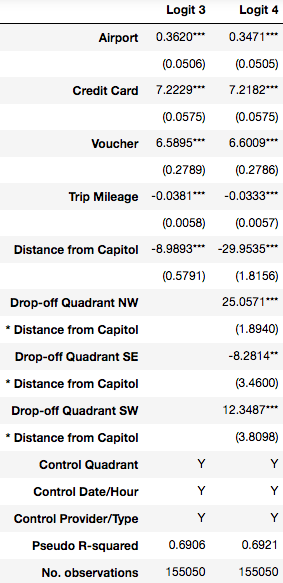 Logit 3 Logit 4
Airport 0.3620*** 0.3471***
(0.0506) (0.0505)
Credit Card 7.2229*** 7.2182***
(0.0575) (0.0575)
Voucher 6.5895*** 6.6009***
(0.2789) (0.2786)
Trip Mileage -0.0381*** -0.0333***
(0.0058) (0.0057)
Distance from Capitol -8.9893*** -29.9535***
(0.5791) (1.8156)
Drop-off Quadrant NW 25.0571***
* Distance from Capitol (1.8940)
Drop-off Quadrant SE -8.2814**
* Distance from Capitol (3.4600)
Drop-off Quadrant SW 12.3487***
* Distance from Capitol (3.8098)
Control Quadrant Y Y
Control Date/Hour Y Y
Control Provider/Type Y Y
Pseudo R-squared 0.6906 0.6921
No. observations 155050 155050